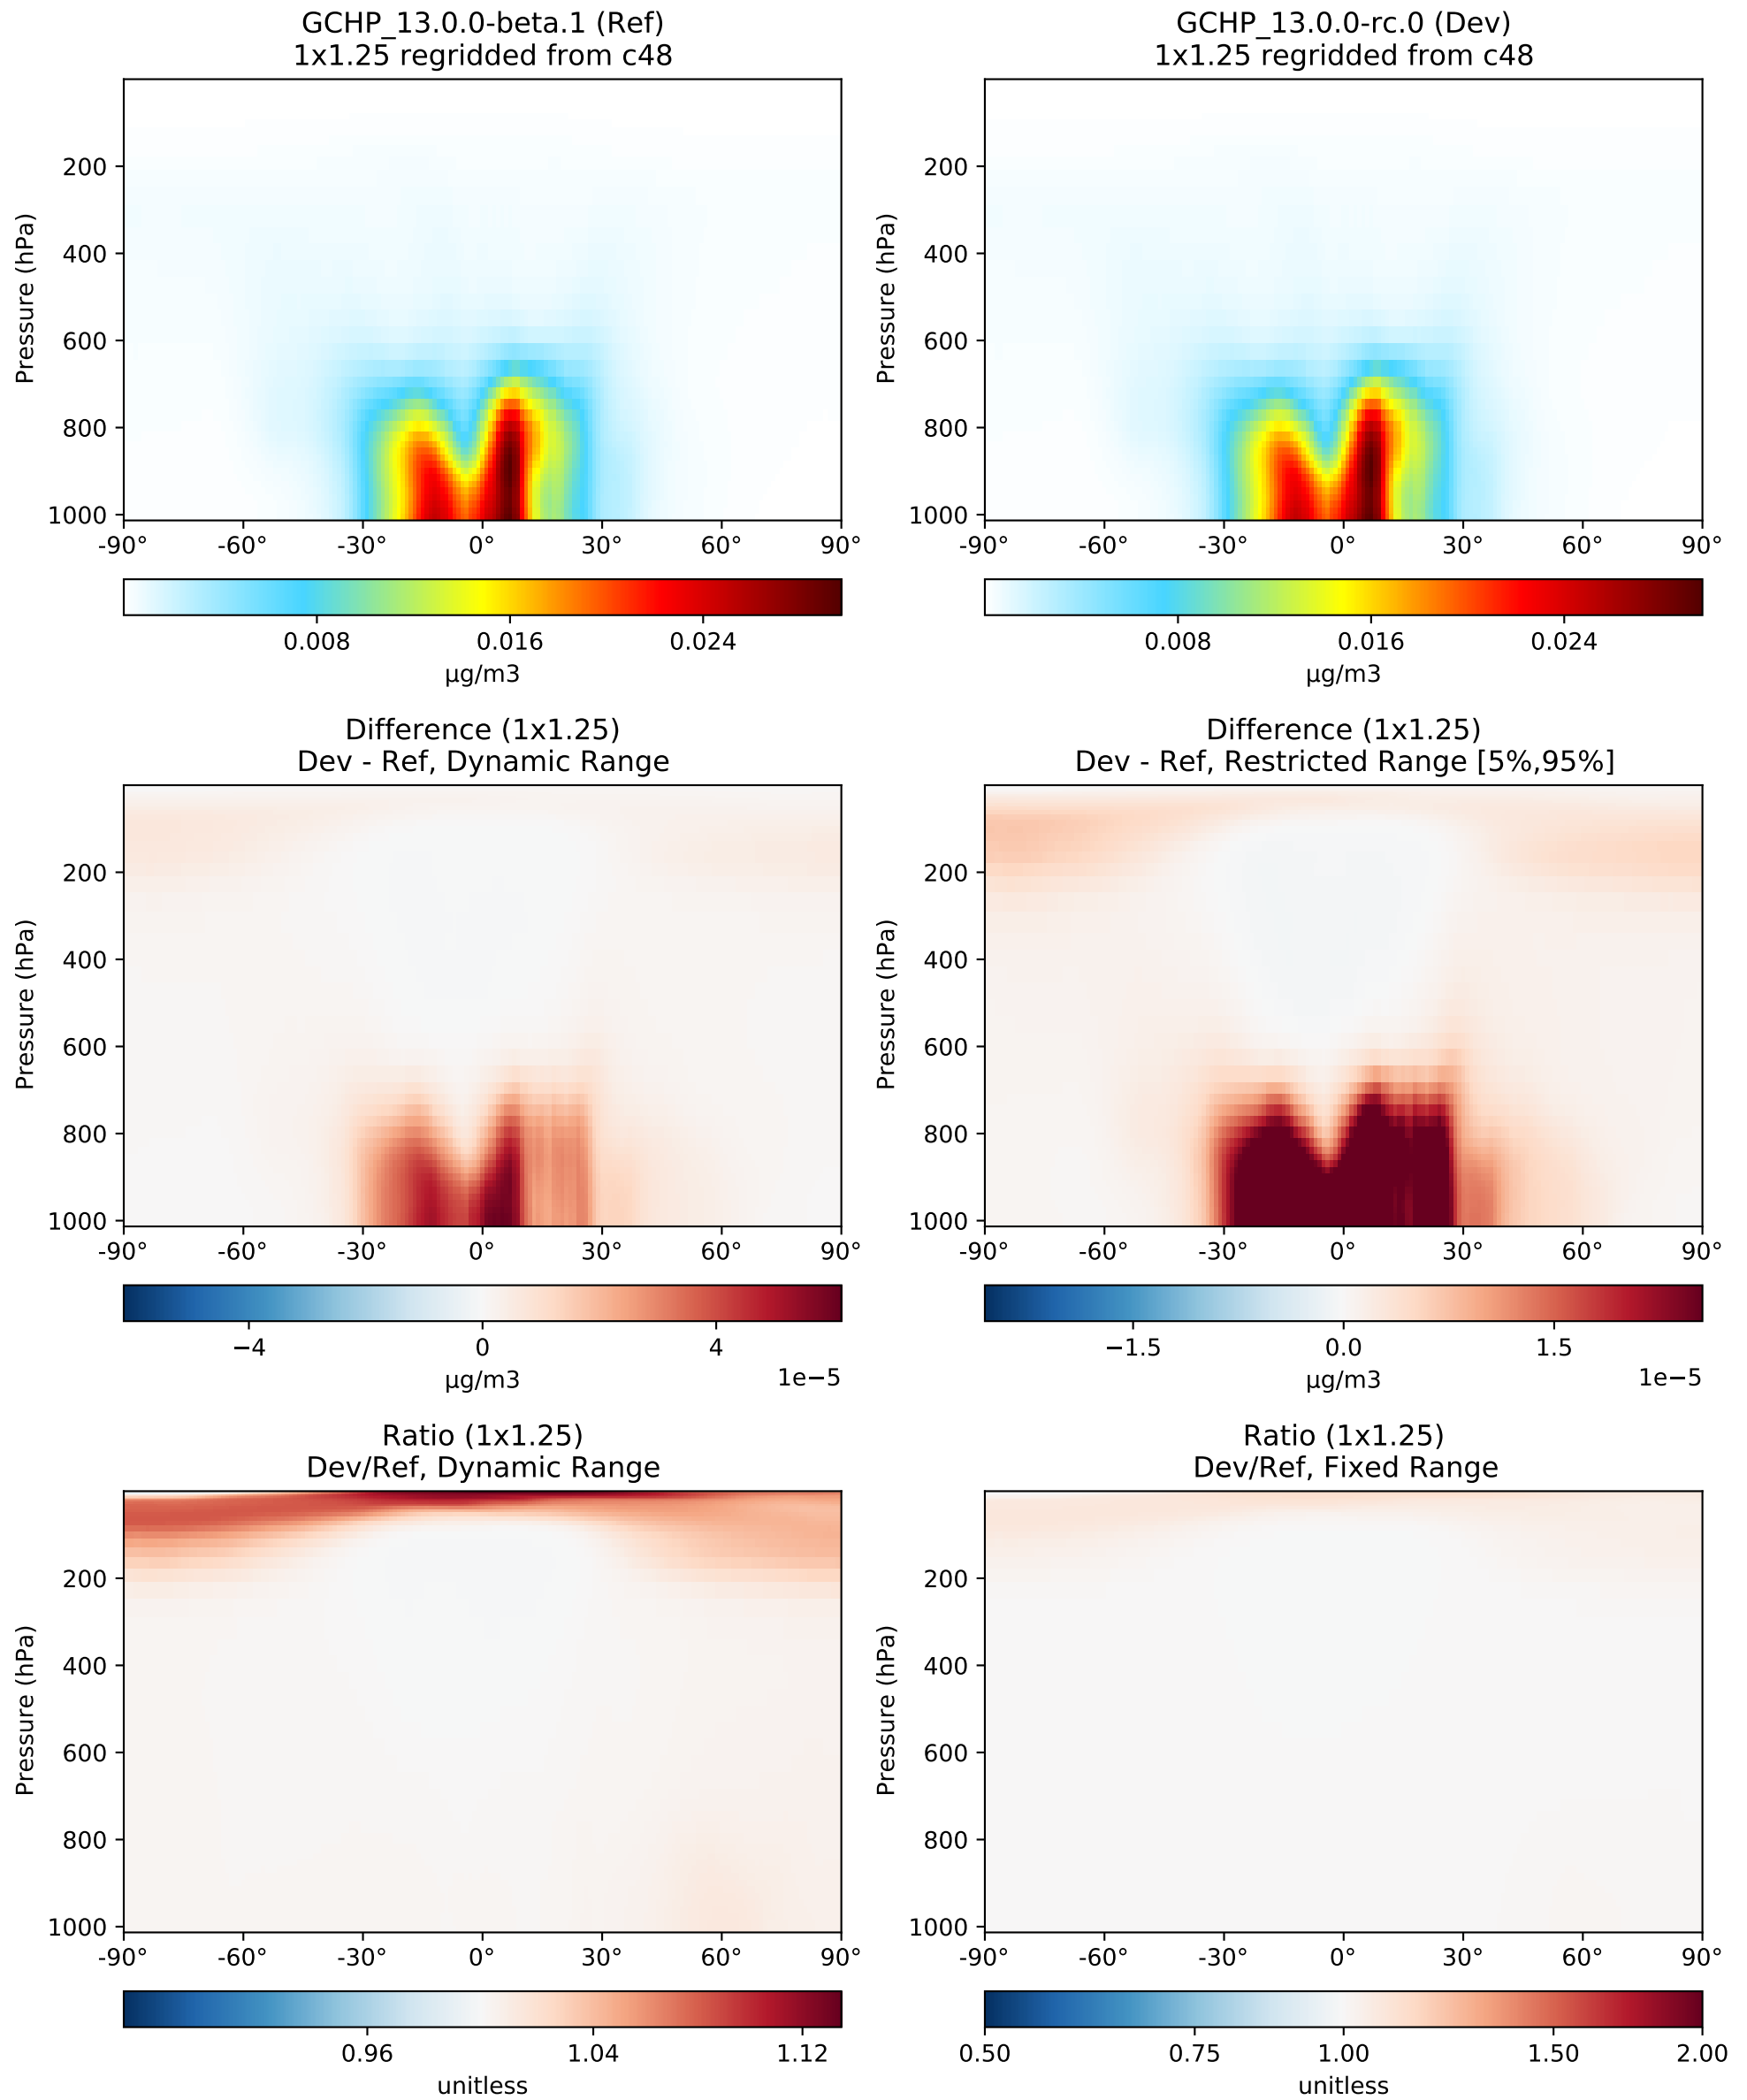 GCHP_13.0.0-beta.1 (Ref)
1x1.25 regridded from c48
Pressure (hPa)
200
400
600
800
1000
-90° -60° -30° 0° 30° 60° 90°
0.008 0.016 0.024
µg/m3
GCHP_13.0.0-rc.0 (Dev)
1x1.25 regridded from c48
Pressure (hPa)
200
400
600
800
1000
-90° -60° -30° 0° 30° 60° 90°
0.008 0.016 0.024
µg/m3
Difference (1x1.25)
Dev - Ref, Dynamic Range
Pressure (hPa)
200
400
600
800
1000
-90° -60° -30° 0° 30° 60° 90°
−4 0 4
µg/m3 1e−5
Difference (1x1.25)
Dev - Ref, Restricted Range [5%,95%]
Pressure (hPa)
200
400
600
800
1000
-90° -60° -30° 0° 30° 60° 90°
−1.5 0.0 1.5
µg/m3 1e−5
Ratio (1x1.25)
Dev/Ref, Dynamic Range
Pressure (hPa)
200
400
600
800
1000
-90° -60° -30° 0° 30° 60° 90°
0.96 1.04 1.12
unitless
Ratio (1x1.25)
Dev/Ref, Fixed Range
Pressure (hPa)
200
400
600
800
1000
-90° -60° -30° 0° 30° 60° 90°
0.50 0.75 1.00 1.50 2.00
unitless